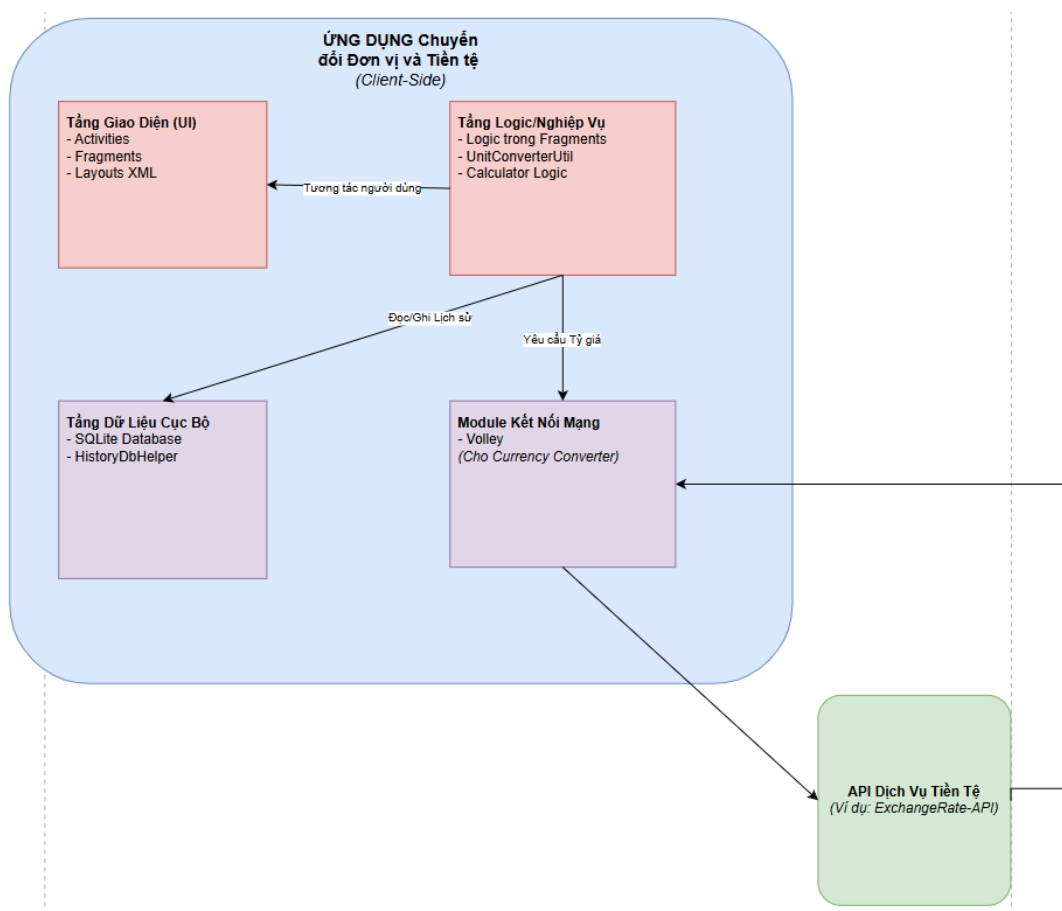 ỨNG DỤNG Chuyển
đổi Đơn vị và Tiền tệ
(Client-Side)
Tầng Giao Diện (UI)
- Activities
- Fragments
- Layouts XML
Tầng Logic/Nghiệp Vụ
- Logic trong Fragments
- UnitConverterUtil
- Calculator Logic
Tương tác người dùng
Đọc/Ghi Lịch sử
Yêu cầu Tỷ giá
Tầng Dữ Liệu Cục Bộ
- SQLite Database
- HistoryDbHelper
Module Kết Nối Mạng
- Volley
(Cho Currency Converter)
API Dịch Vụ Tiền Tệ
(Ví dụ: ExchangeRate-API)